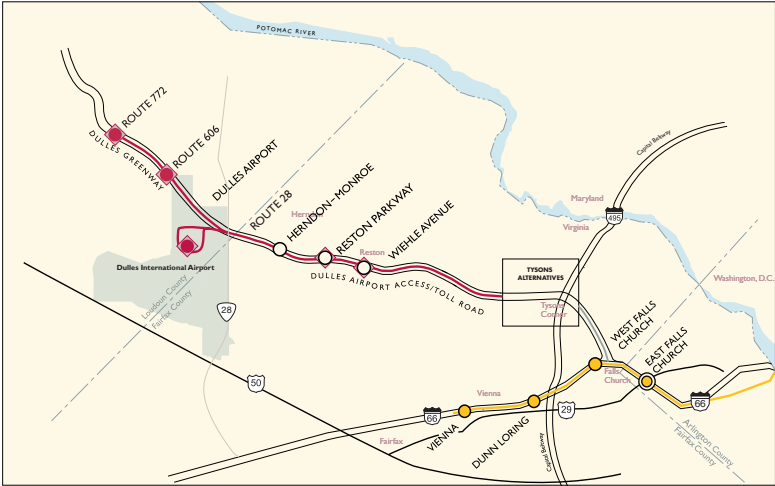 POTOMAC RIVER
ROUTE 772
DULLES GREENWAY
ROUTE 606
DULLES AIRPORT
ROUTE 28
HERNDON–MONROE
RESTON PARKWAY
Reston
WIEHLE AVENUE
DULLES AIRPORT ACCESS/TOLL ROAD
Dulles International Airport
Loudoun County
Fairfax County
28
50
Capital Beltway
Maryland
495
Virginia
TYSONS
ALTERNATIVES
Tysons
Corner
Washington, D.C.
WEST FALLS
CHURCH
EAST FALLS
CHURCH
Falls
Church
66
Vienna
66
29
VIENNA
DUNN LORING
Fairfax
Capital Beltway
Arlington County
Fairfax County